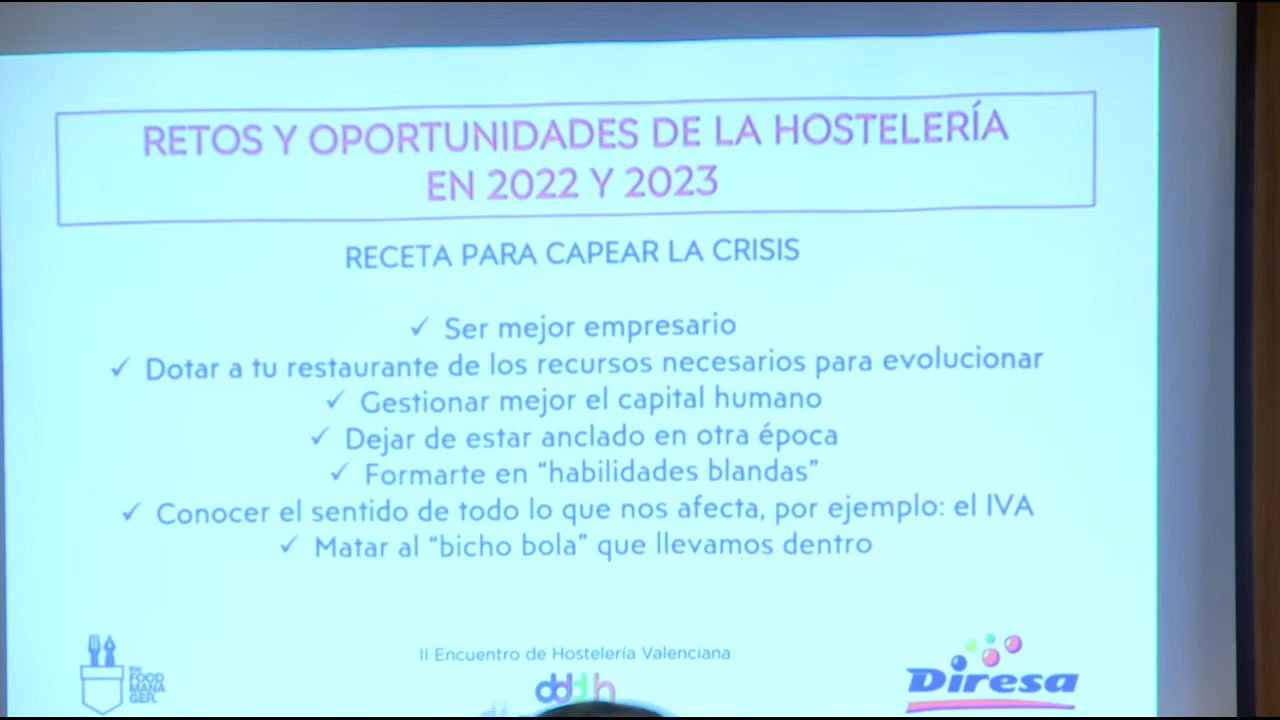 RETOS Y OPORTUNIDADES DE LA HOSTELERÍA
EN 2022 Y 2023
RECETA PARA CAPEAR LA CRISIS
✓ Ser mejor empresario
✓ Dotar a tu restaurante de los recursos necesarios para evolucionar
✓ Gestionar mejor el capital humano
✓ Dejar de estar anclado en otra época
✓ Formarte en “habilidades blandas”
✓ Conocer el sentido de todo lo que nos afecta, por ejemplo: el IVA
✓ Matar al “bicho bola” que llevamos dentro
the
FOOD
MANA
GER.
II Encuentro de Hostelería Valenciana
Diresa